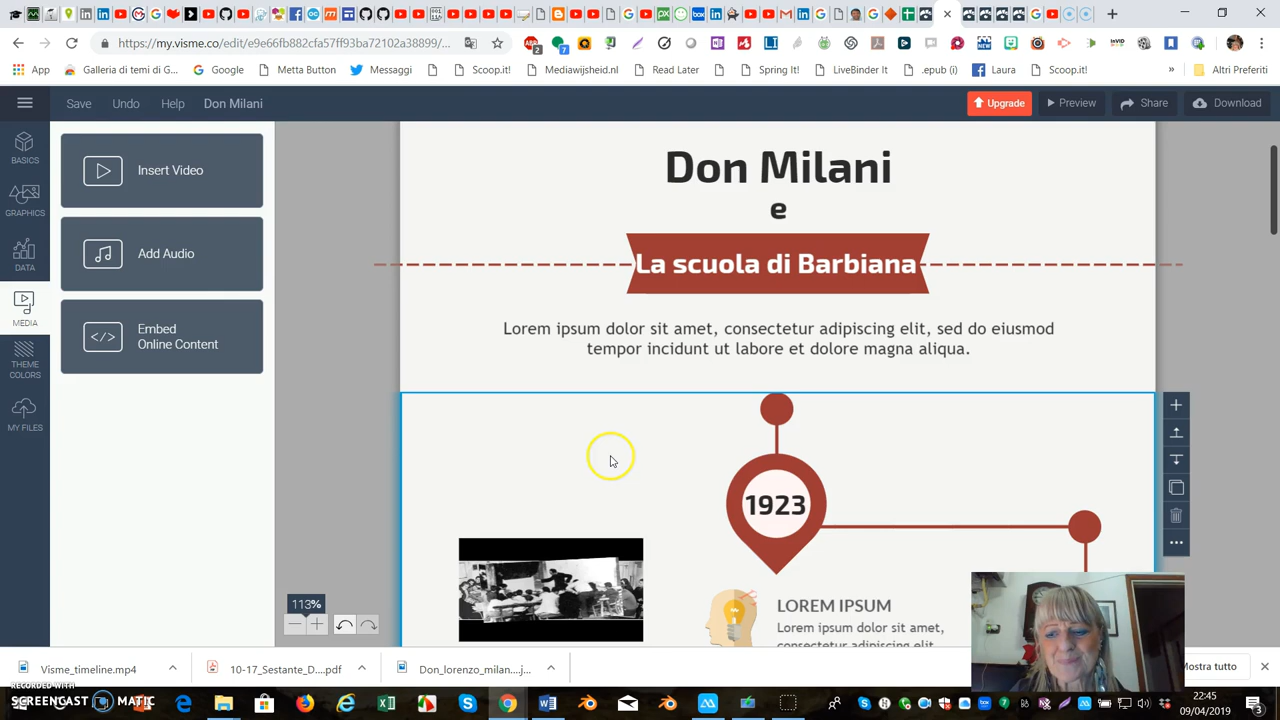 https://my.visme.co/edit/e9e66fb882cfa57ff93ba72102a38899/...
App
Galleria di temi di G...
Google
Metta Button
Messaggi
Scoop.it!
Mediawijsheid.nl
Read Later
Spring It!
LiveBinder It
.epub (i)
Laura
Scoop.it!
»
Altri Preferiti
Save
Undo
Help
Don Milani
Upgrade
Preview
Share
Download
BASICS
GRAPHICS
DATA
MEDIA
THEME
COLORS
MY FILES
Insert Video
Add Audio
Embed
Online Content
Don Milani
e
La scuola di Barbiana
Lorem ipsum dolor sit amet, consectetur adipiscing elit, sed do eiusmod
tempor incidunt ut labore et dolore magna aliqua.
1923
LOREM IPSUM
Lorem ipsum dolor sit amet,
consectetur adipiscing elit
113%
Visme_timeline.mp4
10-17_Sestante_D....pdf
Don_lorenzo_milan....j...
Mostra tutto
RECORDED WITH
SCREENCAST MATIC
22:45
09/04/2019